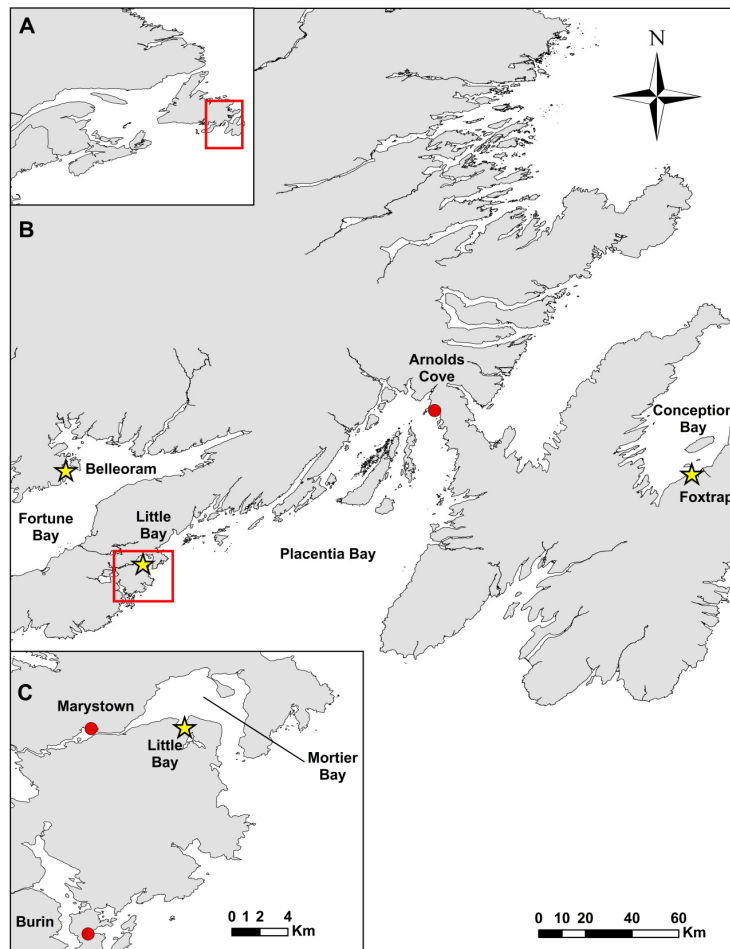 A
N
B
Arnolds
Cove
Conception
Bay
Belleoram
Foxtrap
Fortune
Bay
Little
Bay
Placentia Bay
C
Marystown
Little
Bay
Mortier
Bay
Burin
0 1 2 4
Km
0 10 20 40 60
Km